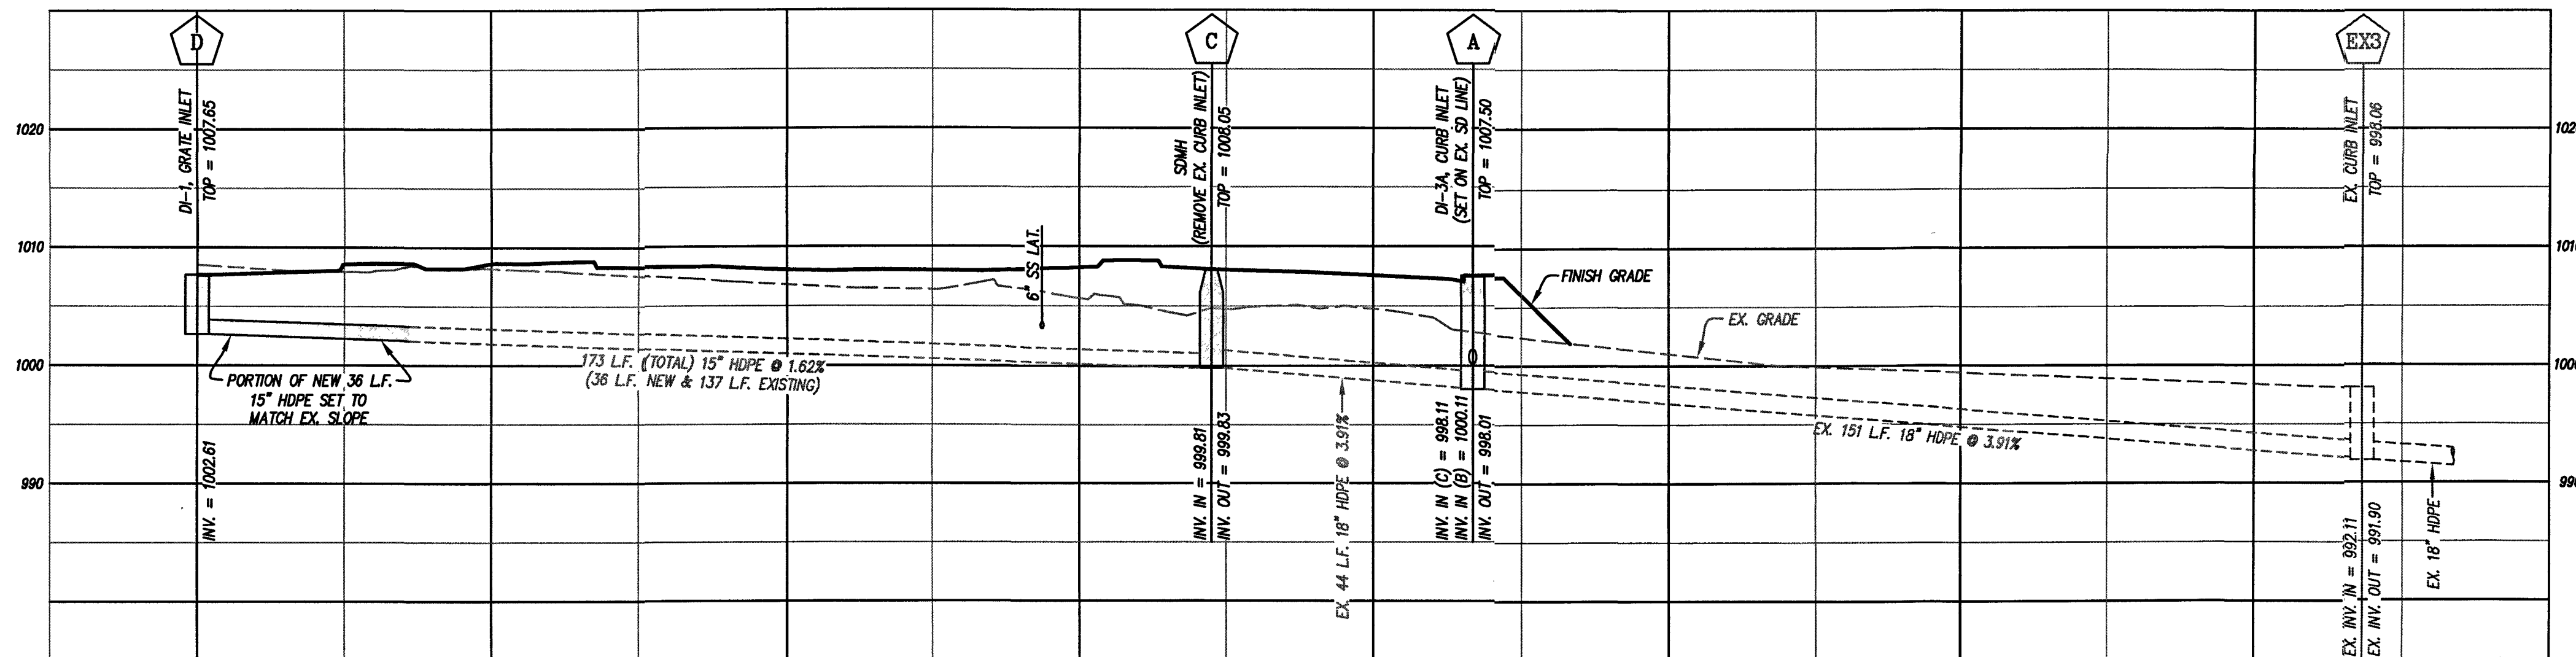 D
C
A
EX3
DI-1, GRATE INLET
TOP = 1007.65
SDMH
(REMOVE EX. CURB INLET)
TOP = 1008.05
DI-3A, CURB INLET
(SET ON EX. SD LINE)
TOP = 1007.50
EX. CURB INLET
TOP = 998.06
1020
1020
1010
1010
6" SS LAT.
FINISH GRADE
EX. GRADE
1000
1000
PORTION OF NEW 36 L.F.
15" HDPE SET TO
MATCH EX. SLOPE
173 L.F. (TOTAL) 15" HDPE @ 1.62%
(36 L.F. NEW & 137 L.F. EXISTING)
EX. 44 L.F. 18" HDPE @ 3.91%
EX. 151 L.F. 18" HDPE @ 3.91%
990
990
INV. = 1002.61
INV. IN = 999.81
INV. OUT = 999.83
INV. IN (C) = 998.11
INV. IN (B) = 1000.11
INV. OUT = 998.01
EX. INV. IN = 992.11
EX. INV. OUT = 991.90
EX. 18" HDPE